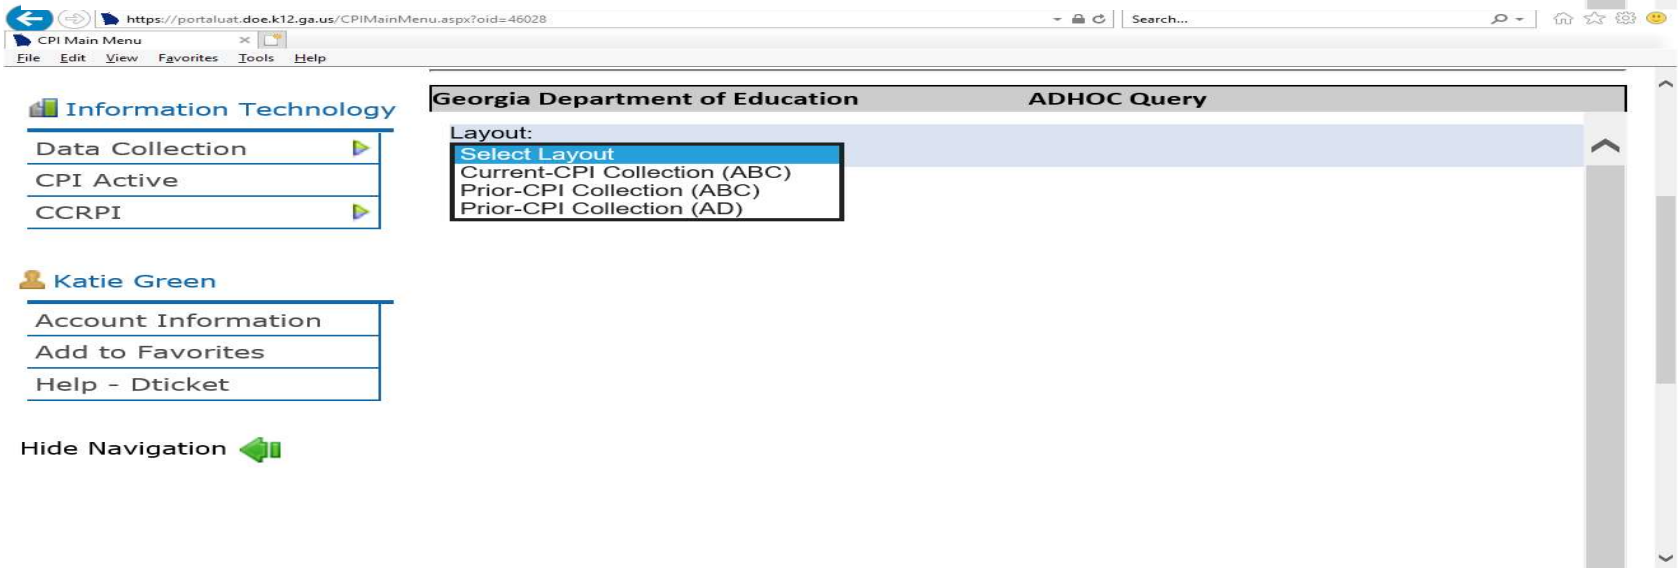 https://portaluat.doe.k12.ga.us/CPIMainMenu.aspx?oid=46028
Search...
CPI Main Menu
File Edit View Favorites Tools Help
Georgia Department of Education ADHOC Query
Information Technology
Data Collection
CPI Active
CCRPI
Layout:
Select Layout
Current-CPI Collection (ABC)
Prior-CPI Collection (ABC)
Prior-CPI Collection (AD)
Katie Green
Account Information
Add to Favorites
Help - Dticket
Hide Navigation